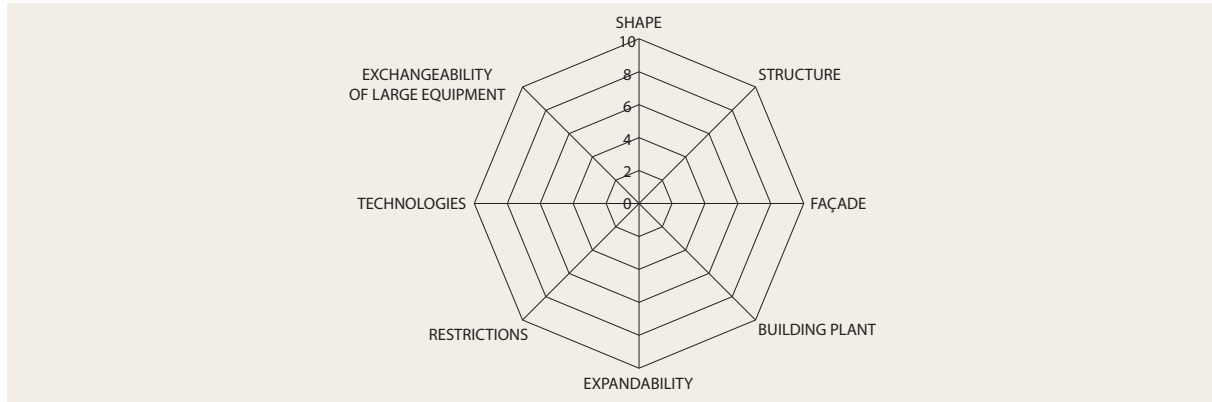 SHAPE
10
EXCHANGEABILITY
OF LARGE EQUIPMENT
STRUCTURE
8
6
4
2
TECHNOLOGIES
0
FAÇADE
RESTRICTIONS
BUILDING PLANT
EXPANDABILITY